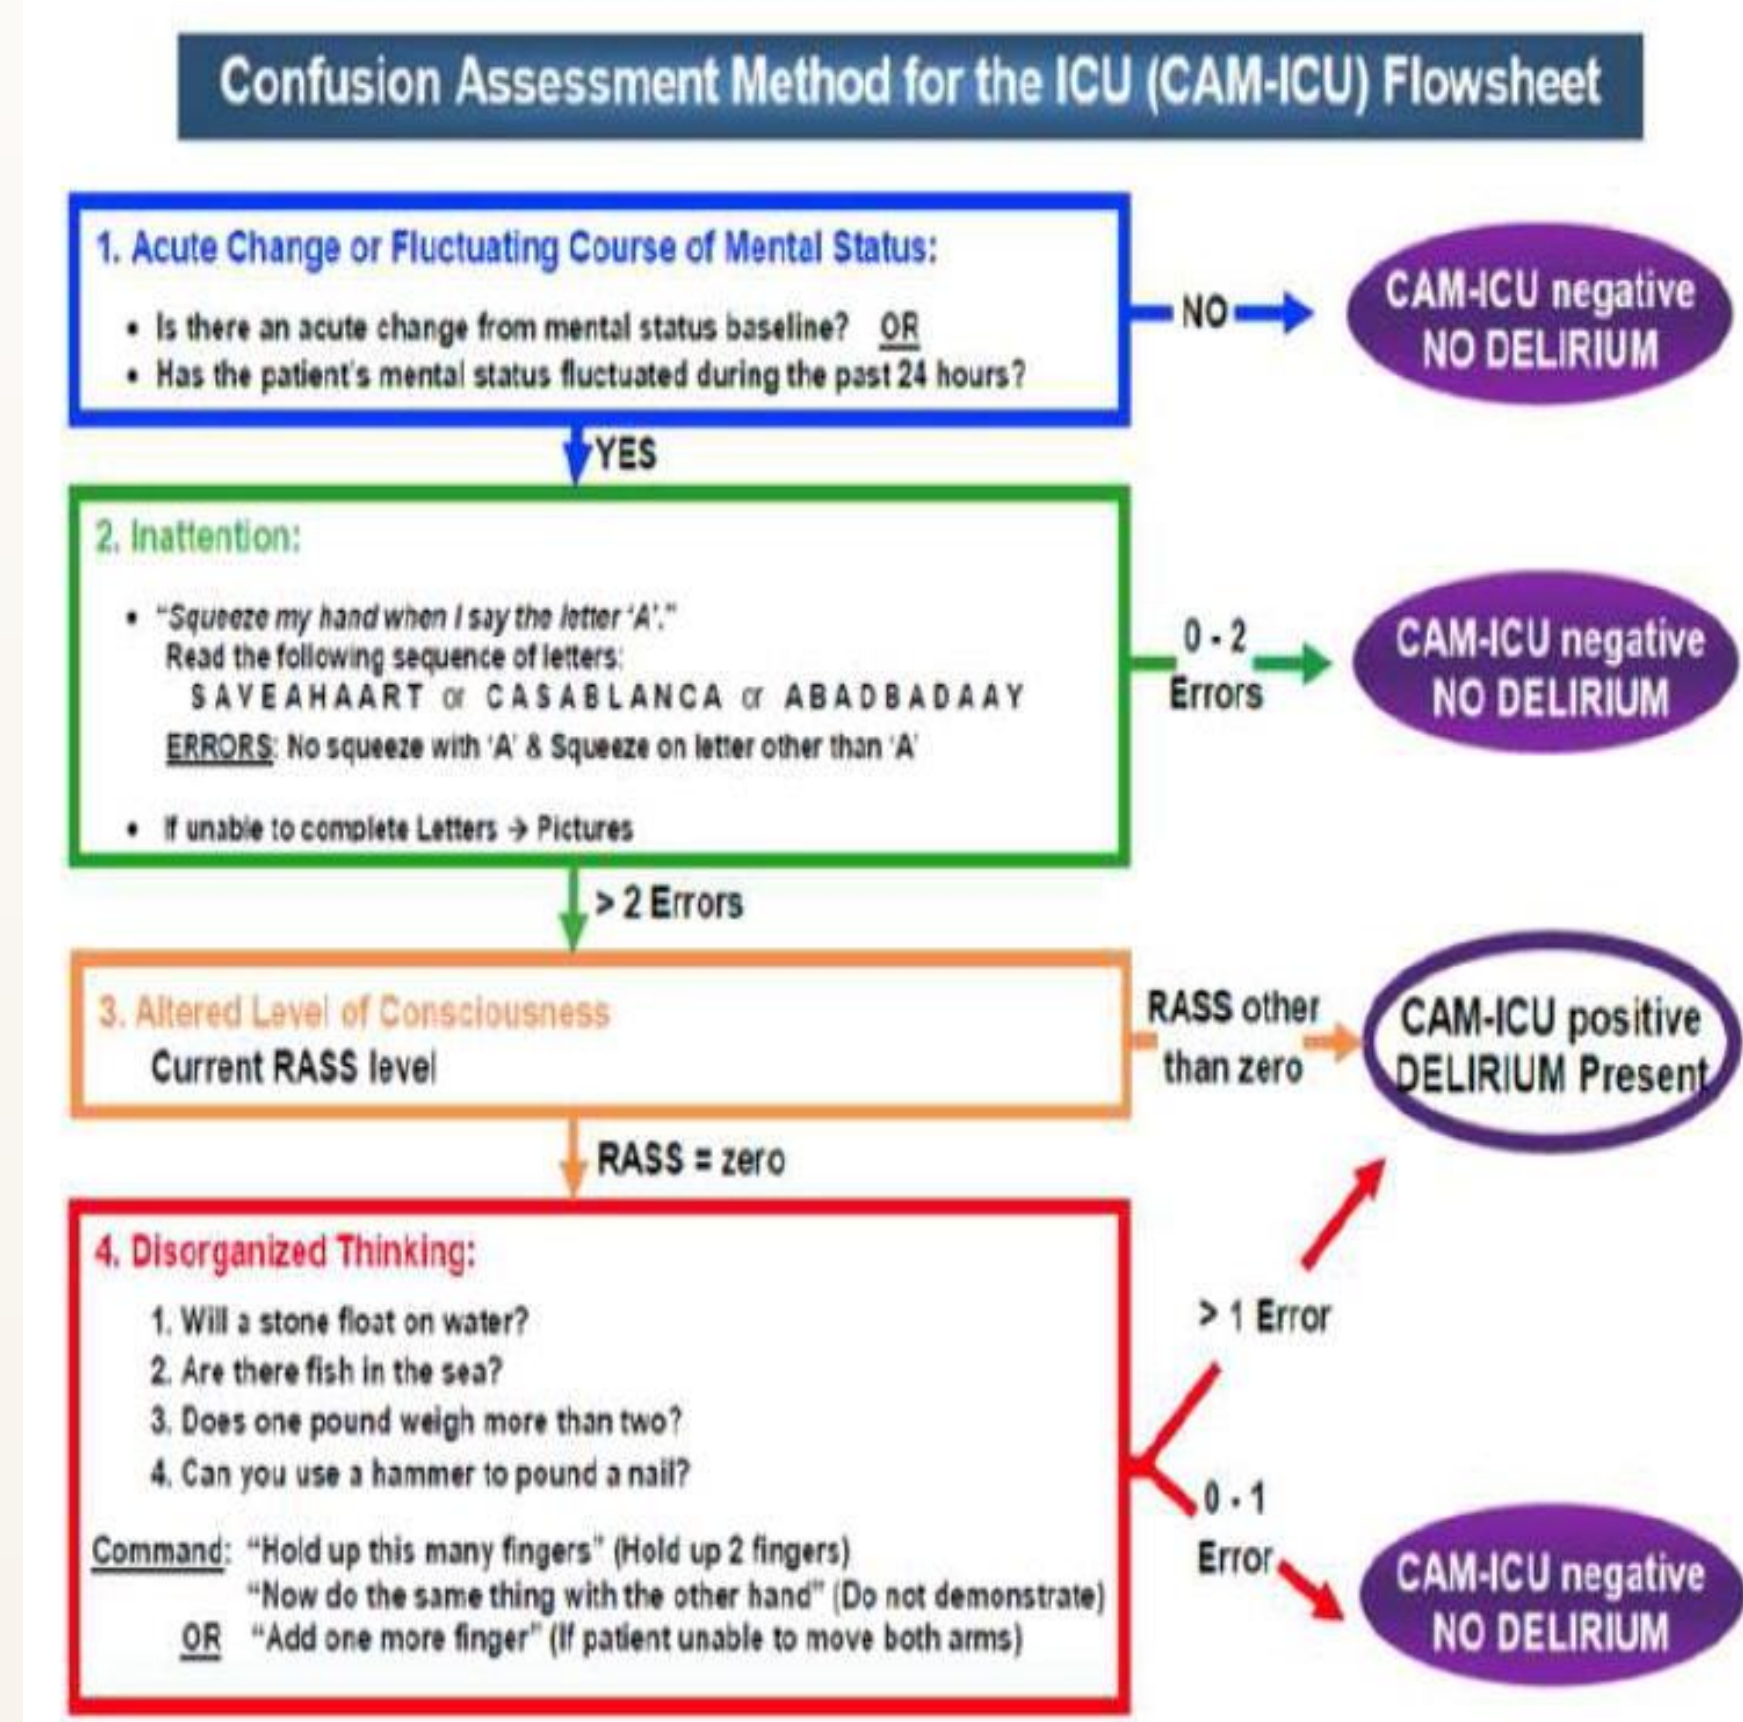 Confusion Assessment Method for the ICU (CAM-ICU) Flowsheet
1. Acute Change or Fluctuating Course of Mental Status:
• Is there an acute change from mental status baseline? OR
• Has the patient's mental status fluctuated during the past 24 hours?
NO
CAM-ICU negative
NO DELIRIUM
YES
2. Inattention:
• “Squeeze my hand when I say the letter ‘A’.”
Read the following sequence of letters:
S A V E A H A A R T or C A S A B L A N C A or A B A D B A D A A Y
ERRORS: No squeeze with ‘A’ & Squeeze on letter other than ‘A’
• If unable to complete Letters → Pictures
0 - 2
Errors
CAM-ICU negative
NO DELIRIUM
> 2 Errors
3. Altered Level of Consciousness
Current RASS level
RASS other
than zero
CAM-ICU positive
DELIRIUM Present
RASS = zero
4. Disorganized Thinking:
1. Will a stone float on water?
2. Are there fish in the sea?
3. Does one pound weigh more than two?
4. Can you use a hammer to pound a nail?
Command: “Hold up this many fingers” (Hold up 2 fingers)
“Now do the same thing with the other hand” (Do not demonstrate)
OR “Add one more finger” (If patient unable to move both arms)
> 1 Error
0 - 1
Error
CAM-ICU negative
NO DELIRIUM